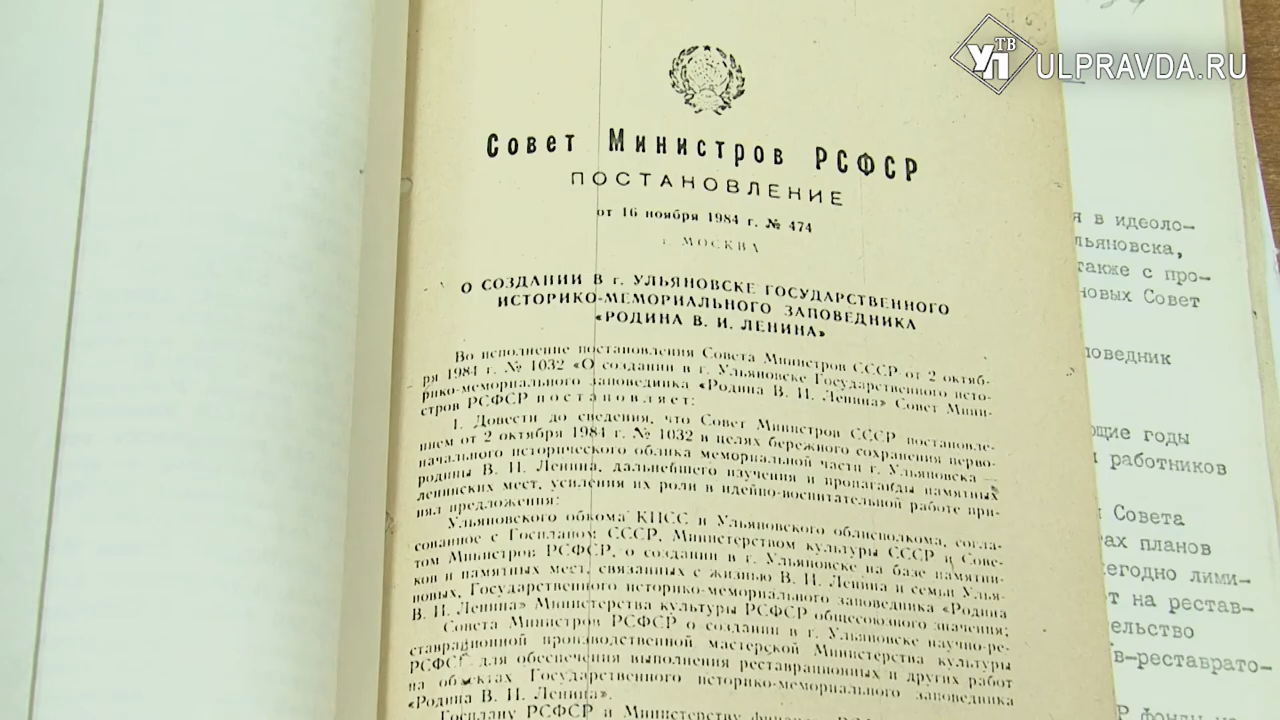 УП ТВ ULPRAVDA.RU
Совет Министров РСФСР
ПОСТАНОВЛЕНИЕ
от 16 ноября 1984 г. № 474
г. МОСКВА
О СОЗДАНИИ В г. УЛЬЯНОВСКЕ ГОСУДАРСТВЕННОГО
ИСТОРИКО-МЕМОРИАЛЬНОГО ЗАПОВЕДНИКА
«РОДИНА В. И. ЛЕНИНА»
Во исполнение постановления Совета Министров СССР от 2 октяб-
ря 1984 г. № 1032 «О создании в г. Ульяновске Государственного исто-
рико-мемориального заповедника «Родина В. И. Ленина» Совет Мини-
стров РСФСР постановляет:
1. Довести до сведения, что Совет Министров СССР постановле-
нием от 2 октября 1984 г. № 1032 в целях бережного сохранения перво-
начального исторического облика мемориальной части г. Ульяновска —
родины В. И. Ленина, дальнейшего изучения и пропаганды памятных
ленинских мест, усиления их роли в идейно-воспитательной работе при-
нял предложения:
Ульяновского обкома КПСС и Ульяновского облисполкома, согла-
сованное с Госпланом СССР, Министерством культуры СССР и Сове-
том Министров РСФСР, о создании в г. Ульяновске на базе памятни-
ков и памятных мест, связанных с жизнью В. И. Ленина и семьи Улья-
новых, Государственного историко-мемориального заповедника «Родина
В. И. Ленина» Министерства культуры РСФСР общесоюзного значения;
Совета Министров РСФСР о создании в г. Ульяновске научно-ре-
ставрационной производственной мастерской Министерства культуры
РСФСР для обеспечения выполнения реставрационных и других работ
на объектах Государственного историко-мемориального заповедника
«Родина В. И. Ленина».
Госплану РСФСР и Министерству
я в идеоло-
льяновска,
также с про-
новых Совет
поведник
ющие годы
и работников
и Совета
ах планов
егодно лими-
т на рестав-
ельство
в-реставрато-
Р Фонды